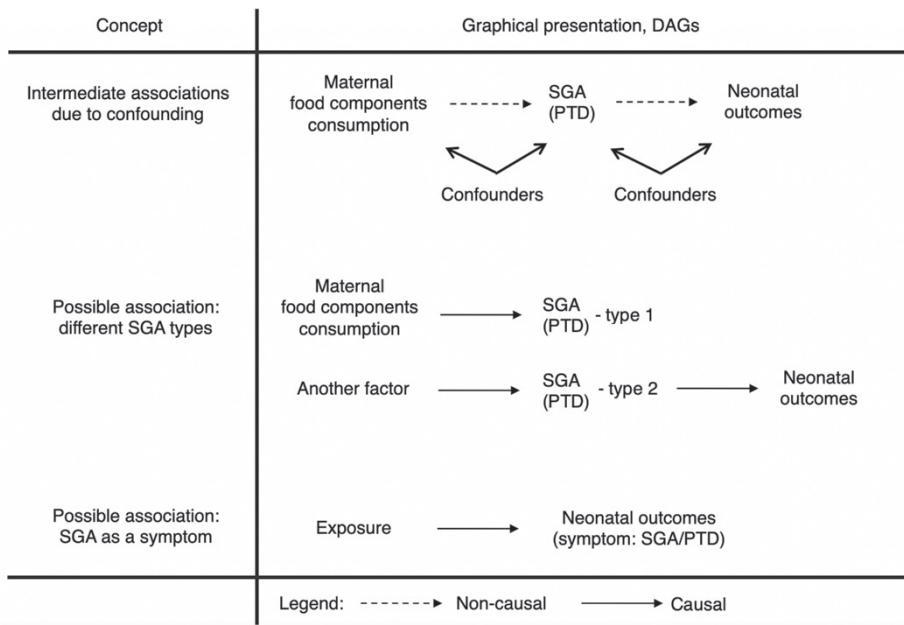 Concept
Graphical presentation, DAGs
Intermediate associations
due to confounding
Maternal
food components
consumption
SGA
(PTD)
Neonatal
outcomes
Confounders
Confounders
Possible association:
different SGA types
Maternal
food components
consumption
SGA
(PTD) - type 1
Another factor
SGA
(PTD) - type 2
Neonatal
outcomes
Possible association:
SGA as a symptom
Exposure
Neonatal outcomes
(symptom: SGA/PTD)
Legend: Non-causal Causal